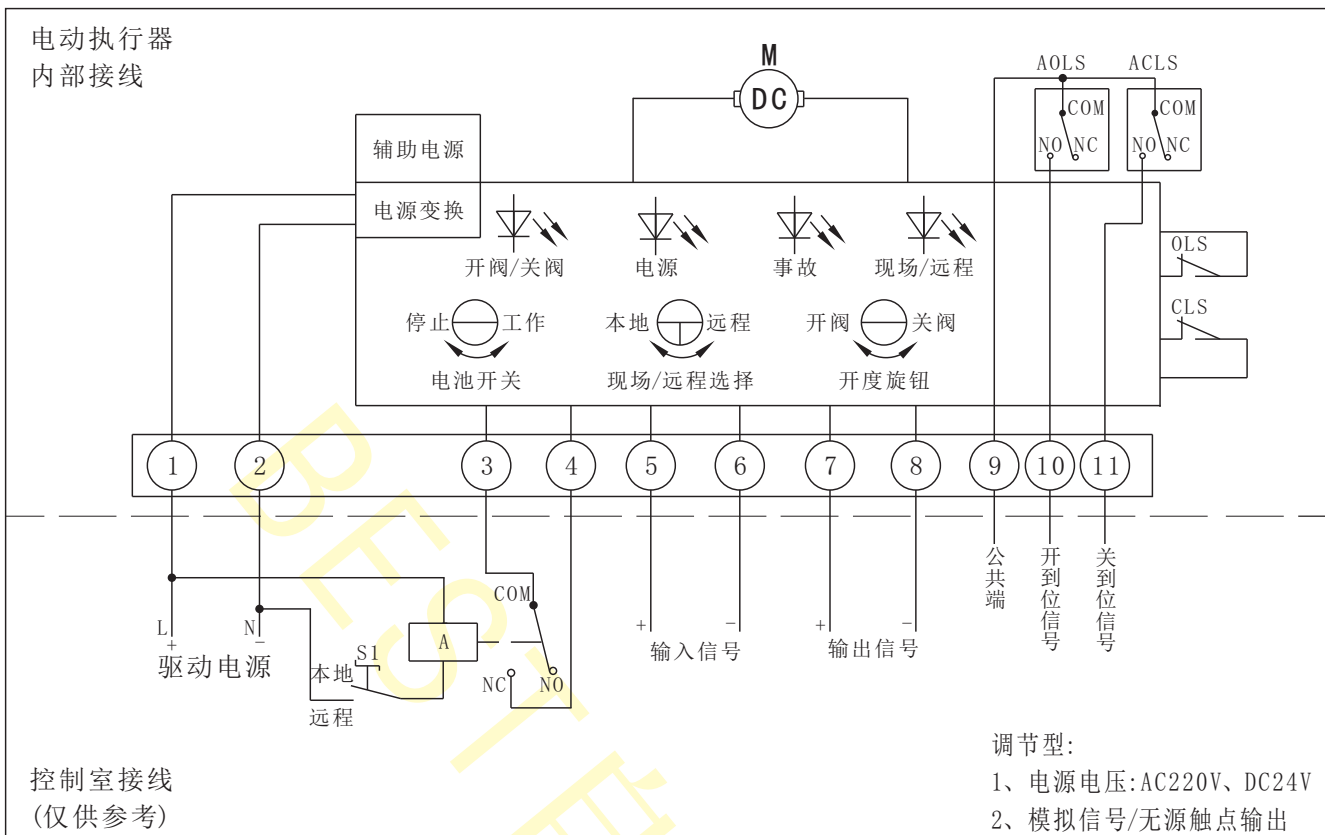 电动执行器
内部接线
M
DC
AOLS
ACLS
COM
NO
NC
COM
NO
NC
辅助电源
电源变换
开阀/关阀
电源
事故
现场/远程
OLS
CLS
停止
工作
本地
远程
开阀
关阀
电池开关
现场/远程选择
开度旋钮
1
2
3
4
5
6
7
8
9
10
11
L
+
N
-
驱动电源
S1
本地
远程
A
COM
NC
NO
+
-
输入信号
+
-
输出信号
公共端
开到位信号
关到位信号
控制室接线
(仅供参考)
调节型:
1、电源电压:AC220V、DC24V
2、模拟信号/无源触点输出